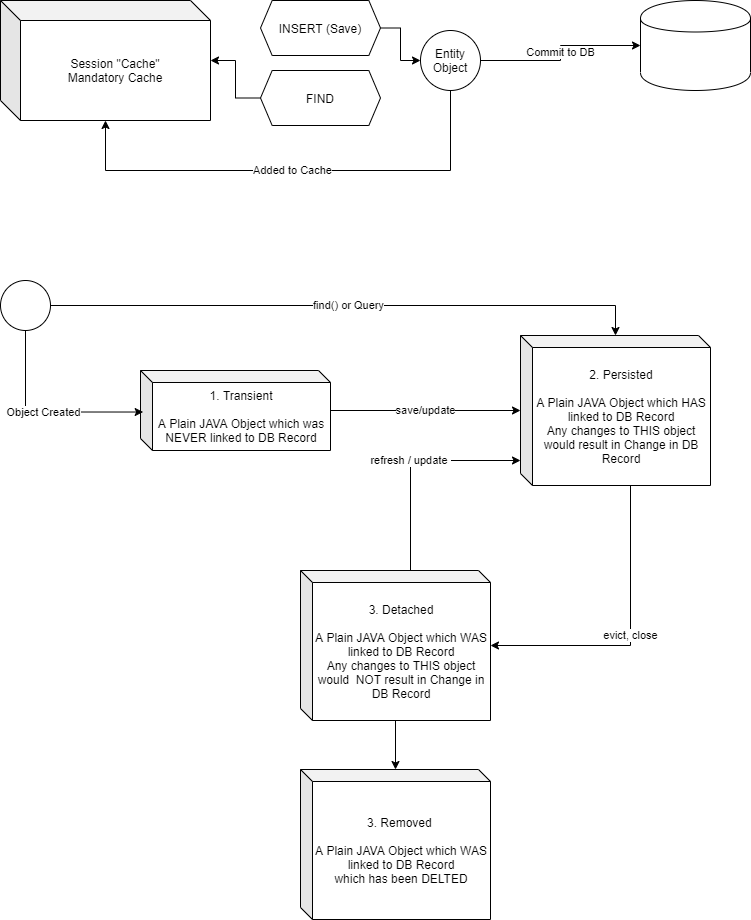 Session "Cache"
Mandatory Cache
INSERT (Save)
FIND
Entity
Object
Commit to DB
Added to Cache
find() or Query
Object Created
1. Transient
A Plain JAVA Object which was
NEVER linked to DB Record
save/update
2. Persisted
A Plain JAVA Object which HAS
linked to DB Record
Any changes to THIS object
would result in Change in DB
Record
refresh / update
3. Detached
A Plain JAVA Object which WAS
linked to DB Record
Any changes to THIS object
would  NOT result in Change in
DB Record
evict, close
3. Removed
A Plain JAVA Object which WAS
linked to DB Record
which has been DELTED